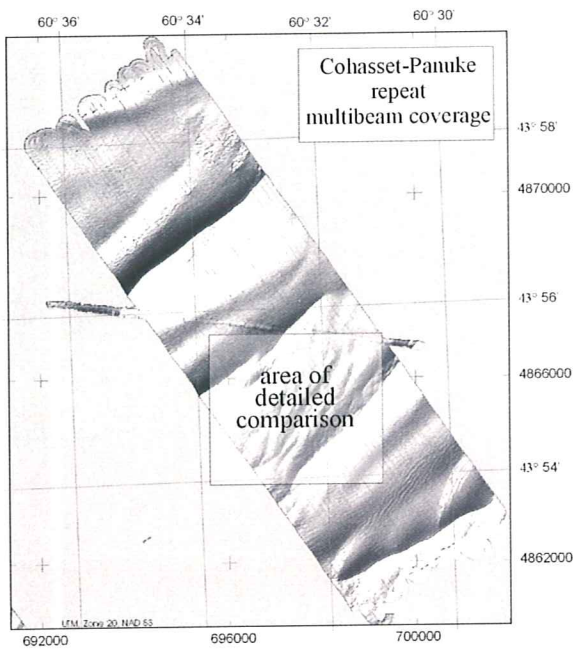 60° 36' 60° 34' 60° 32' 60° 30'
Cohasset-Panuke
repeat
multibeam coverage
43° 58'
4870000
43° 56'
area of
detailed
comparison
4866000
43° 54'
4862000
UTM, Zone 20, NAD 83
692000 696000 700000